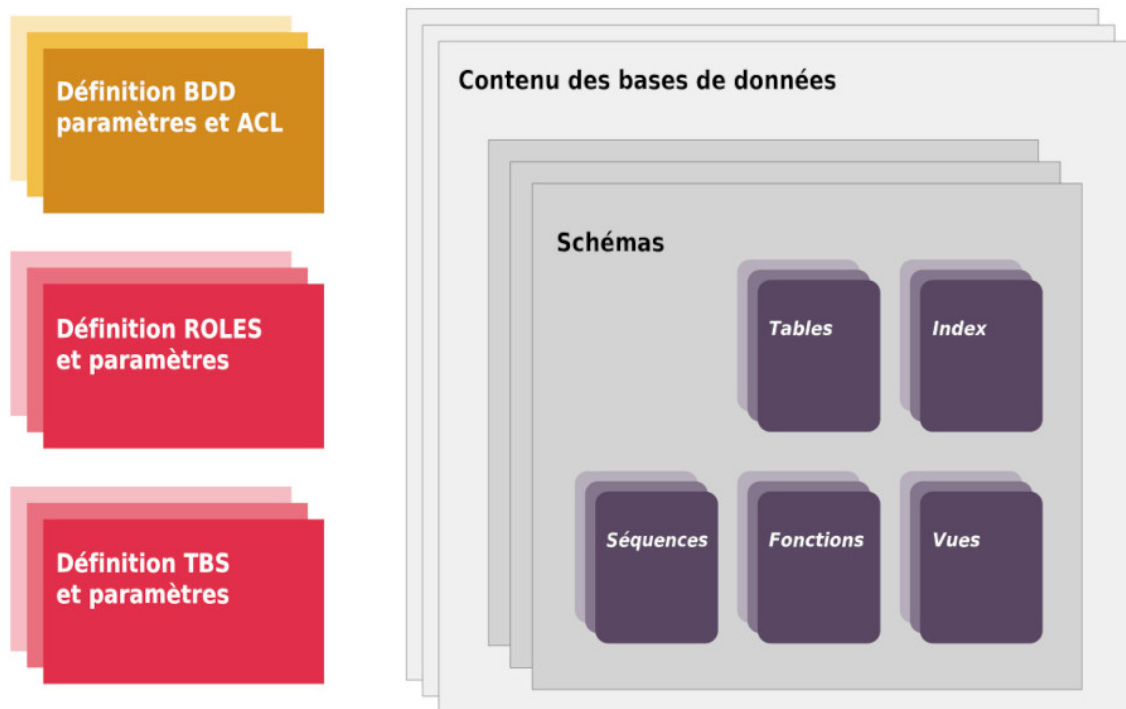 Définition BDD
paramètres et ACL
Définition ROLES
et paramètres
Définition TBS
et paramètres
Contenu des bases de données
Schémas
Tables
Index
Séquences
Fonctions
Vues